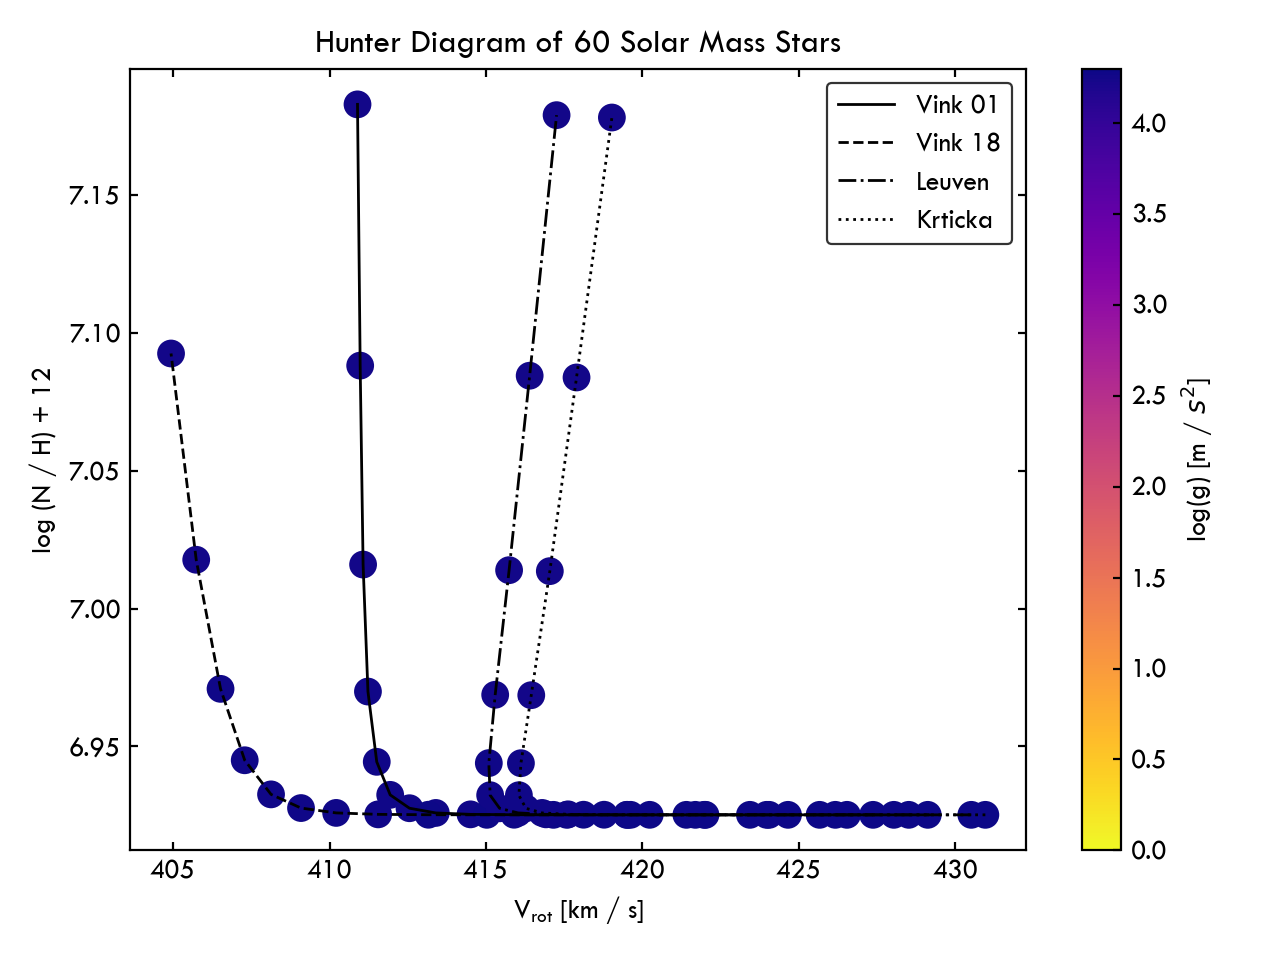 Hunter Diagram of 60 Solar Mass Stars
Vink 01
Vink 18
Leuven
Krticka
log (N / H) + 12
7.15
7.10
7.05
7.00
6.95
405
410
415
420
425
430
V_rot [km / s]
4.0
3.5
3.0
2.5
2.0
1.5
1.0
0.5
0.0
log(g) [m / s²]